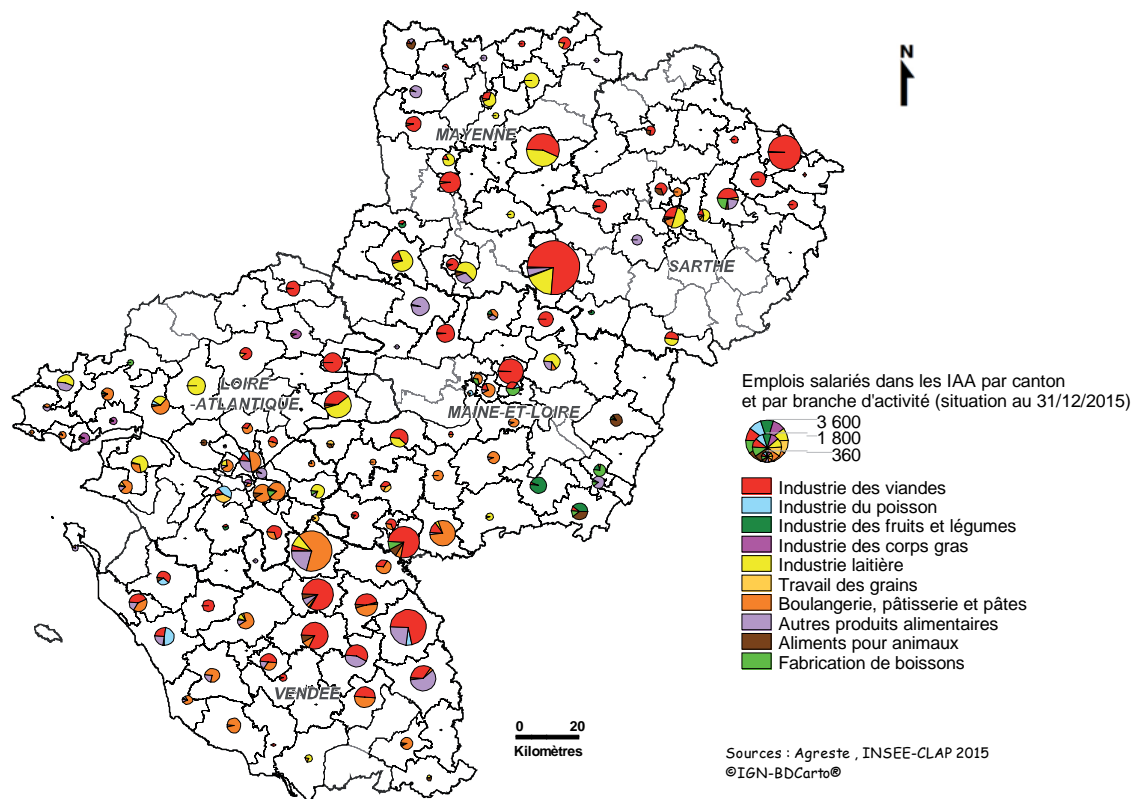 N
MAYENNE
SARTHE
LOIRE
-ATLANTIQUE
MAINE-ET-LOIRE
VENDÉE
Emplois salariés dans les IAA par canton
et par branche d'activité (situation au 31/12/2015)
3 600
1 800
360
Industrie des viandes
Industrie du poisson
Industrie des fruits et légumes
Industrie des corps gras
Industrie laitière
Travail des grains
Boulangerie, pâtisserie et pâtes
Autres produits alimentaires
Aliments pour animaux
Fabrication de boissons
0 20
Kilomètres
Sources : Agreste , INSEE-CLAP 2015
©IGN-BDCarto®